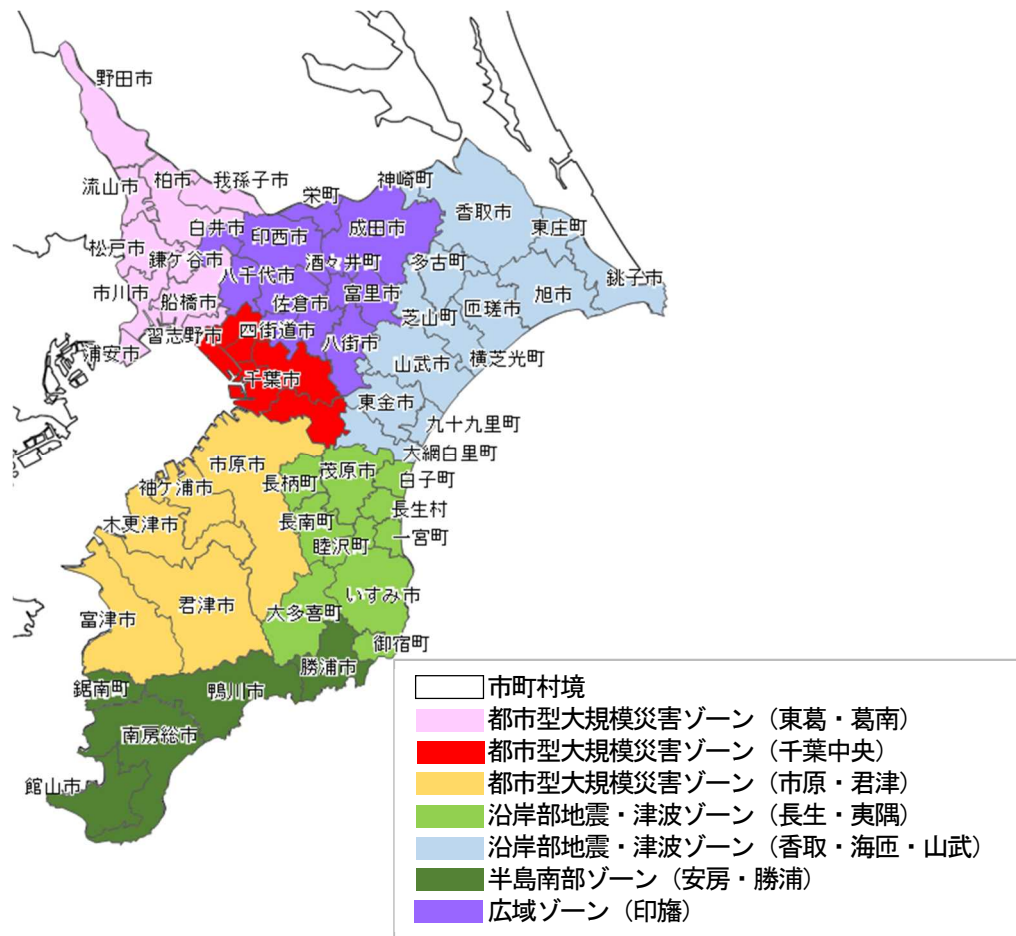 野田市
流山市
柏市
我孫子市
栄町
神崎町
香取市
東庄町
銚子市
松戸市
鎌ケ谷市
白井市
印西市
成田市
酒々井町
多古町
市川市
船橋市
八千代市
佐倉市
富里市
芝山町
匝瑳市
旭市
浦安市
習志野市
四街道市
八街市
山武市
横芝光町
千葉市
東金市
九十九里町
大網白里町
市原市
長柄町
茂原市
白子町
袖ケ浦市
長南町
長生村
木更津市
睦沢町
一宮町
富津市
君津市
大多喜町
いすみ市
御宿町
勝浦市
鋸南町
鴨川市
南房総市
館山市
市町村境
都市型大規模災害ゾーン（東葛・葛南）
都市型大規模災害ゾーン（千葉中央）
都市型大規模災害ゾーン（市原・君津）
沿岸部地震・津波ゾーン（長生・夷隅）
沿岸部地震・津波ゾーン（香取・海匝・山武）
半島南部ゾーン（安房・勝浦）
広域ゾーン（印旛）